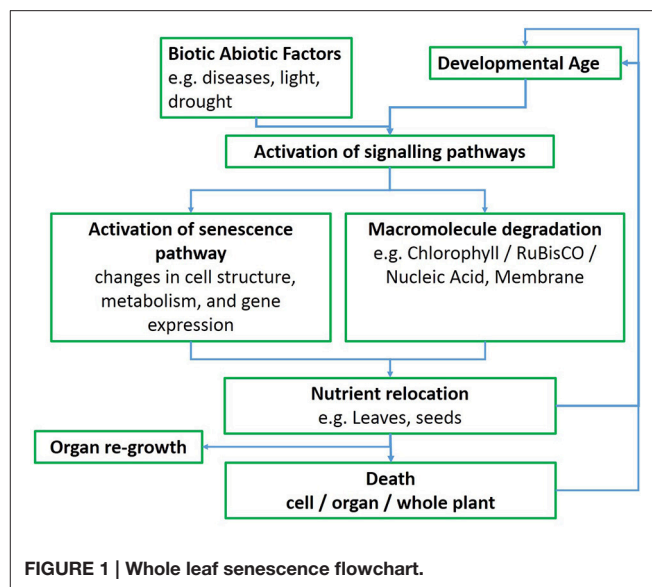 Biotic Abiotic Factors
e.g. diseases, light,
drought
Developmental Age
Activation of signalling pathways
Activation of senescence
pathway
changes in cell structure,
metabolism, and gene
expression
Macromolecule degradation
e.g. Chlorophyll / RuBisCO /
Nucleic Acid, Membrane
Nutrient relocation
e.g. Leaves, seeds
Organ re-growth
Death
cell / organ / whole plant
FIGURE 1 | Whole leaf senescence flowchart.